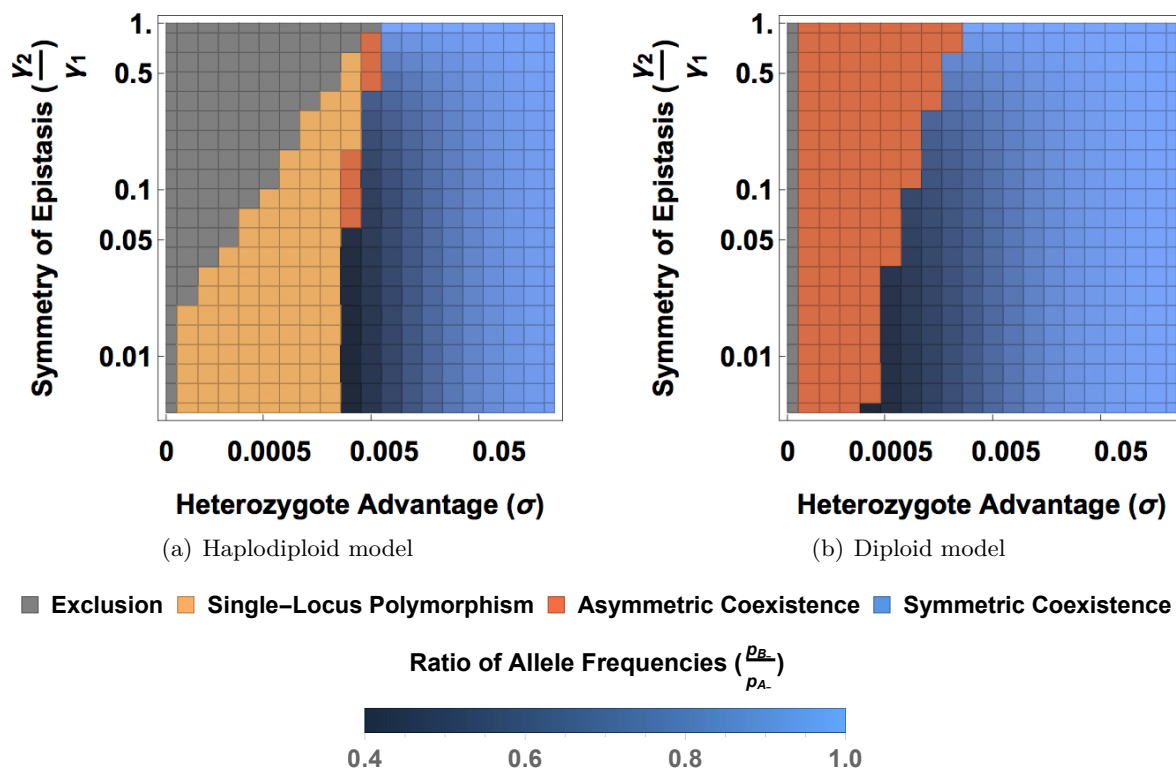 1.
0.5
0.1
0.05
0.01
Symmetry of Epistasis (γ2/γ1)
0 0.0005 0.005 0.05
Heterozygote Advantage (σ)
(a) Haplodiploid model
1.
0.5
0.1
0.05
0.01
Symmetry of Epistasis (γ2/γ1)
0 0.0005 0.005 0.05
Heterozygote Advantage (σ)
(b) Diploid model
Exclusion Single–Locus Polymorphism Asymmetric Coexistence Symmetric Coexistence
Ratio of Allele Frequencies (pB-/pA-)
0.4 0.6 0.8 1.0